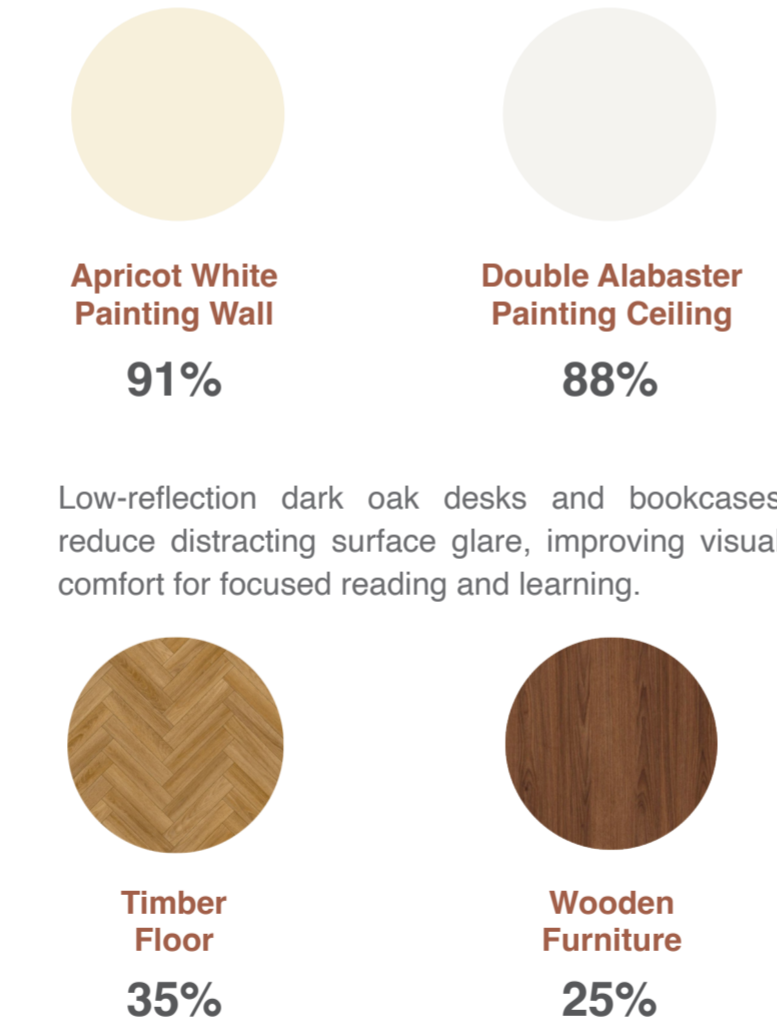 Apricot White
Painting Wall
91%
Double Alabaster
Painting Ceiling
88%
Low-reflection dark oak desks and bookcases
reduce distracting surface glare, improving visual
comfort for focused reading and learning.
Timber
Floor
35%
Wooden
Furniture
25%